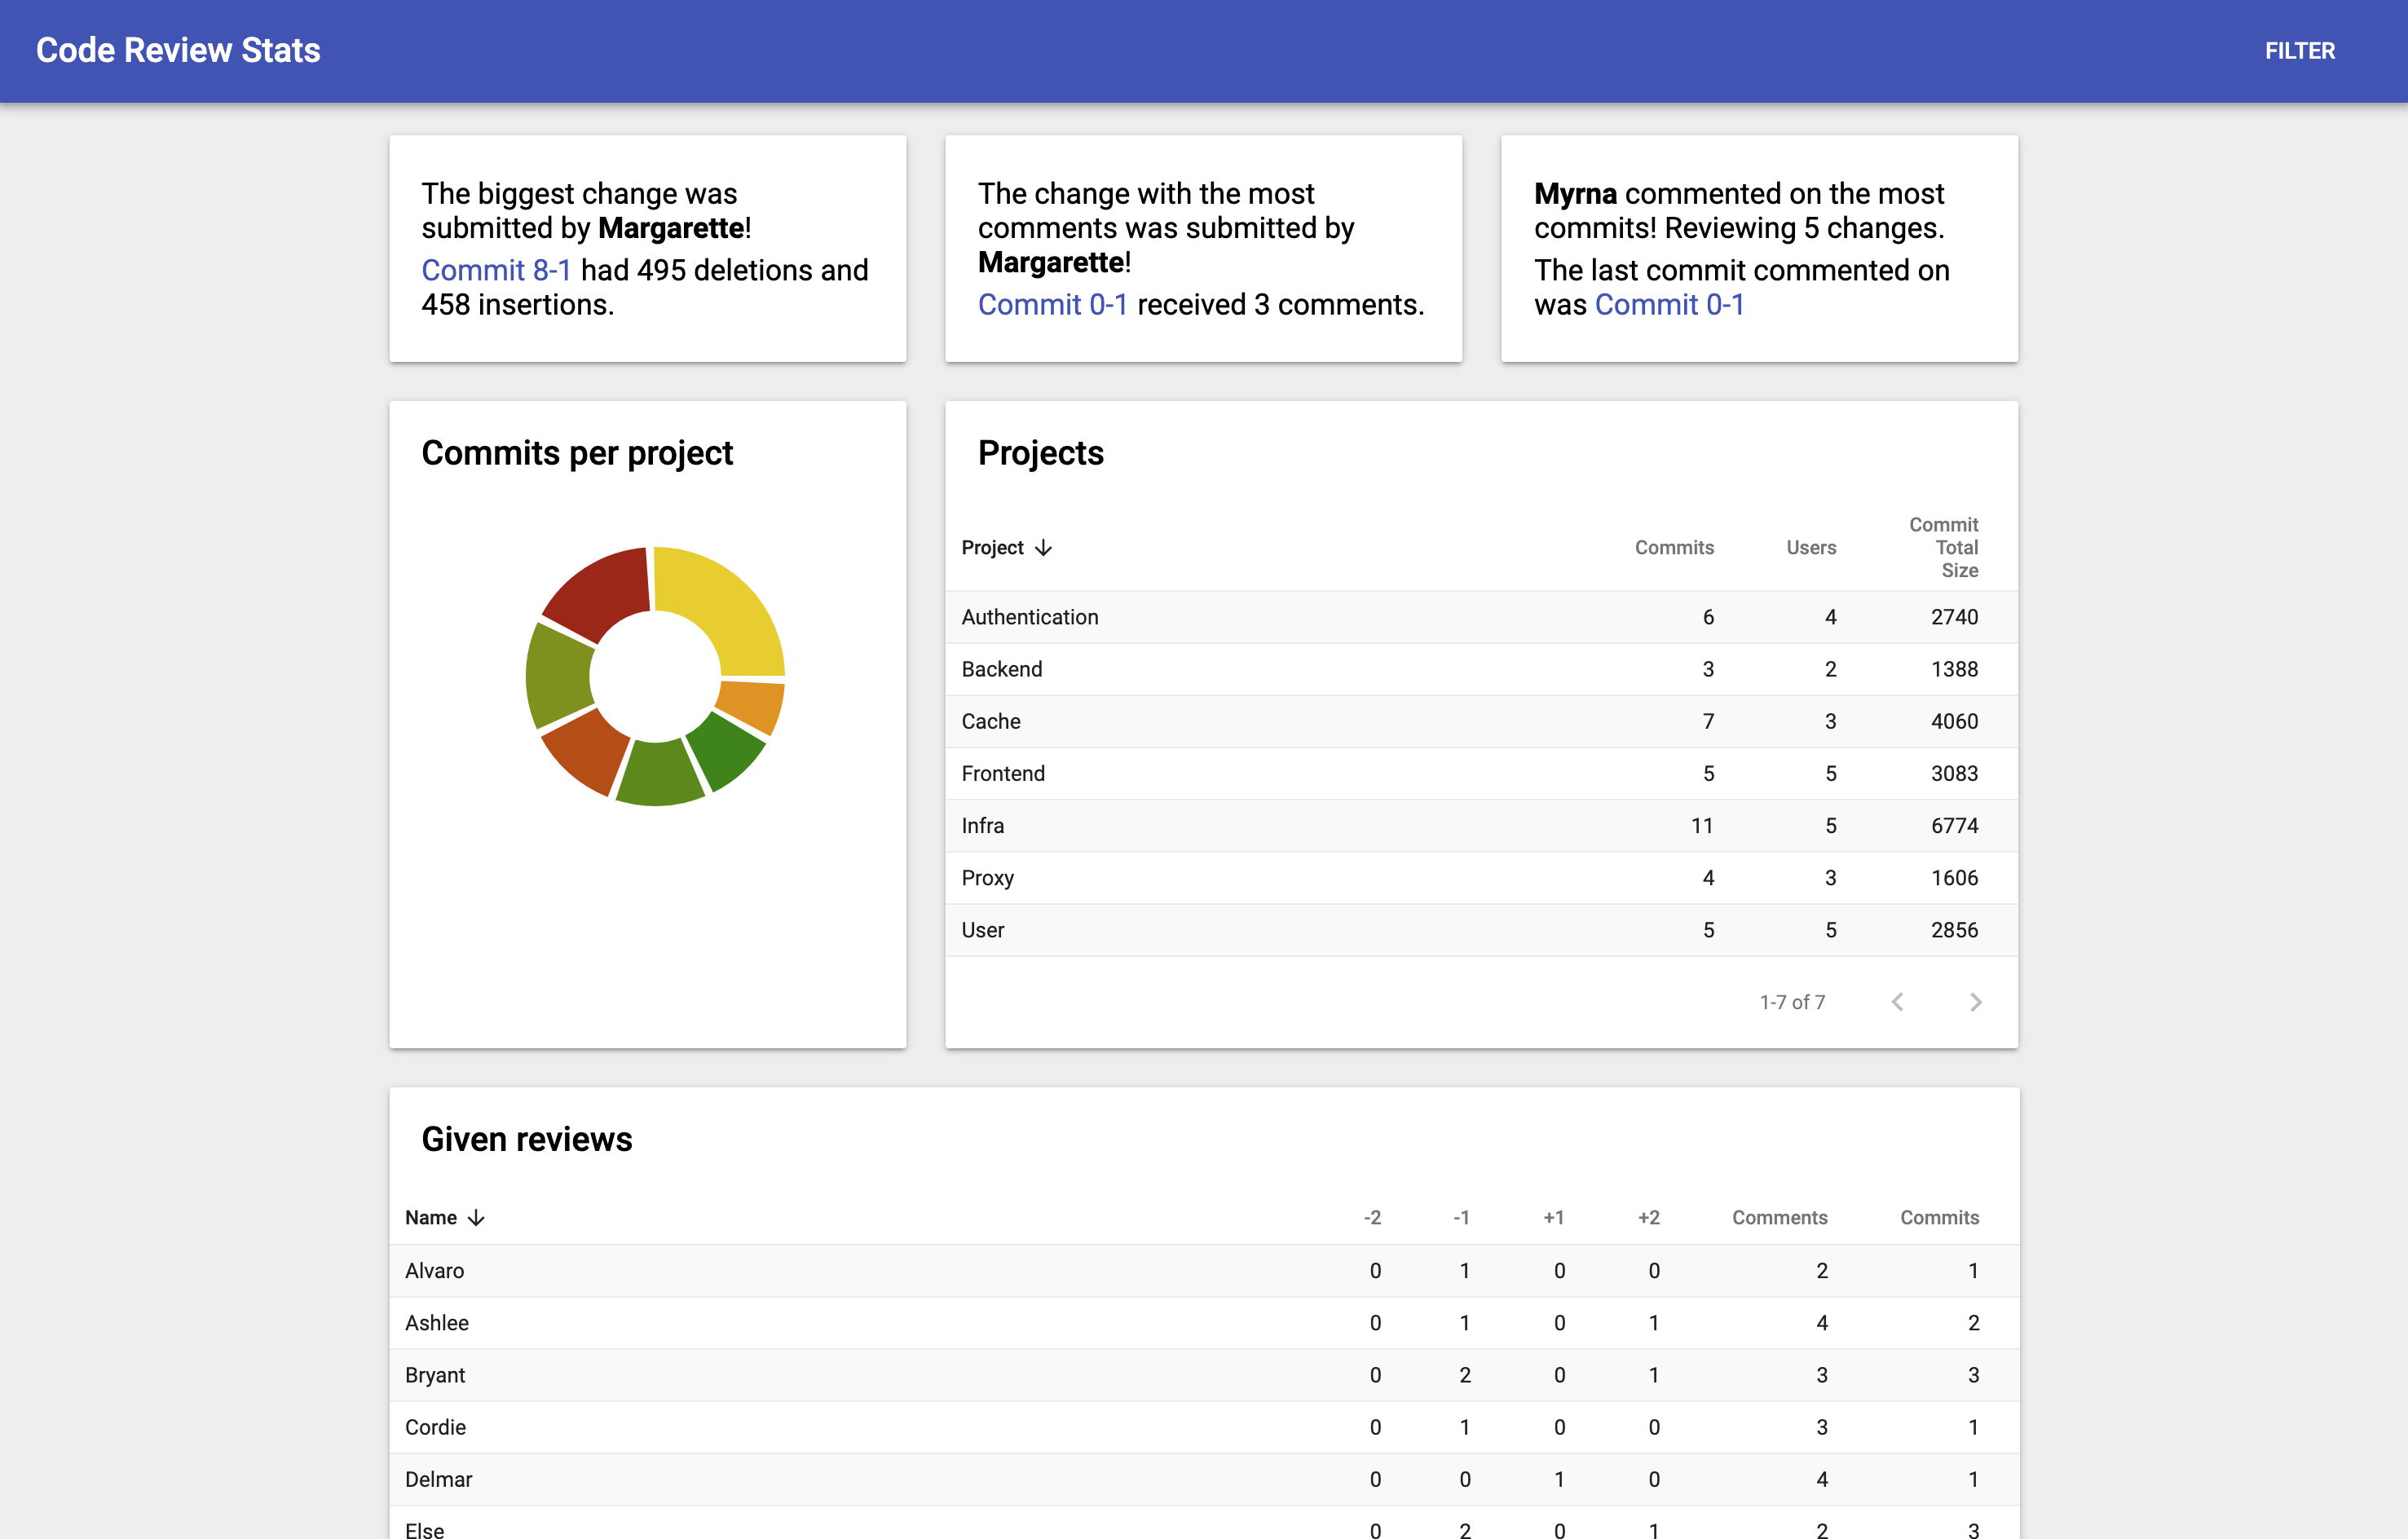 Code Review Stats
FILTER
The biggest change was
submitted by Margarette!
Commit 8-1 had 495 deletions and
458 insertions.
The change with the most
comments was submitted by
Margarette!
Commit 0-1 received 3 comments.
Myrna commented on the most
commits! Reviewing 5 changes.
The last commit commented on
was Commit 0-1
Commits per project
Projects
Project Commits Users Commit Total Size
Authentication 6 4 2740
Backend 3 2 1388
Cache 7 3 4060
Frontend 5 5 3083
Infra 11 5 6774
Proxy 4 3 1606
User 5 5 2856
1-7 of 7
Given reviews
Name -2 -1 +1 +2 Comments Commits
Alvaro 0 1 0 0 2 1
Ashlee 0 1 0 1 4 2
Bryant 0 2 0 1 3 3
Cordie 0 1 0 0 3 1
Delmar 0 0 1 0 4 1
Else 0 2 0 1 2 3